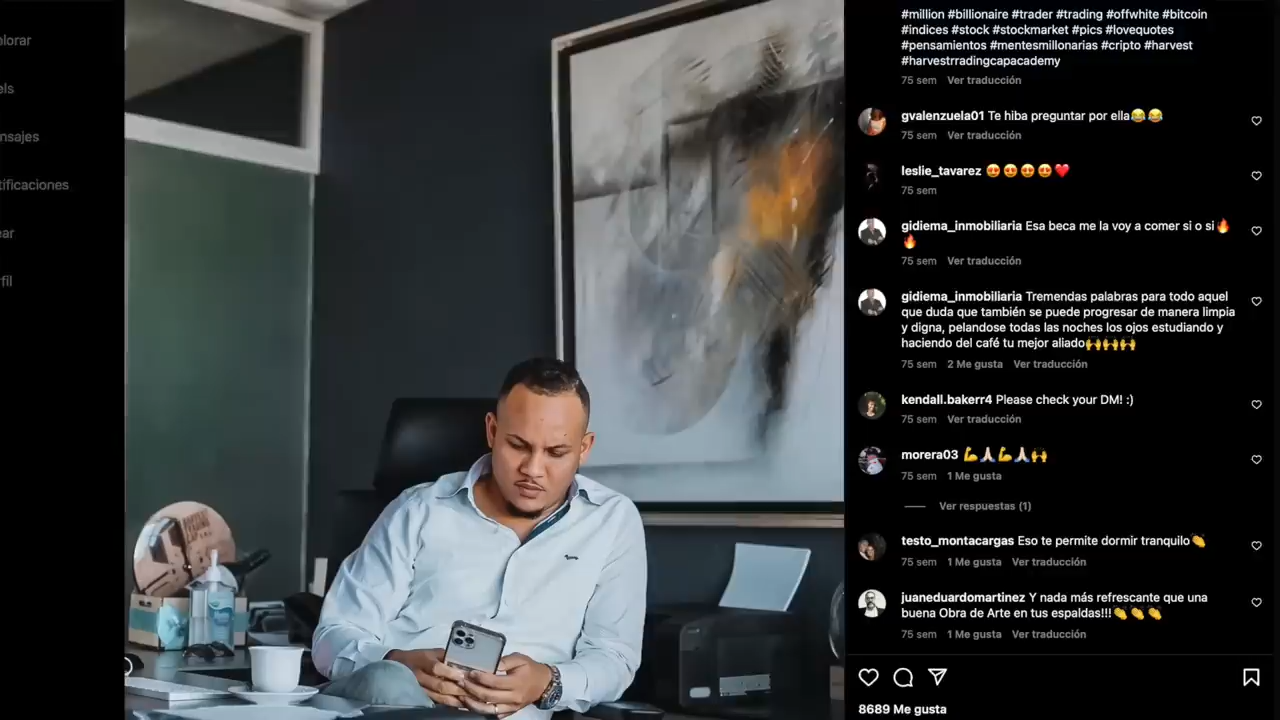 elorar
els
nsajes
tificaciones
ear
rfil
#million #billionaire #trader #trading #offwhite #bitcoin
#indices #stock #stockmarket #pics #lovequotes
#pensamientos #mentesmillonarias #cripto #harvest
#harvestrradingcapacademy
75 sem Ver traducción
gvalenzuela01 Te hiba preguntar por ella😂😂
75 sem Ver traducción
leslie_tavarez 😍😍😍😍❤️
75 sem
gidiema_inmobiliaria Esa beca me la voy a comer si o si🔥
🔥
75 sem Ver traducción
gidiema_inmobiliaria Tremendas palabras para todo aquel
que duda que también se puede progresar de manera limpia
y digna, pelandose todas las noches los ojos estudiando y
haciendo del café tu mejor aliado🙌🙌🙌
75 sem 2 Me gusta Ver traducción
kendall.bakerr4 Please check your DM! :)
75 sem Ver traducción
morera03 💪🙏🏻💪🙏🏻🙌
75 sem 1 Me gusta
Ver respuestas (1)
testo_montacargas Eso te permite dormir tranquilo👏
75 sem 1 Me gusta Ver traducción
juaneduardomartinez Y nada más refrescante que una
buena Obra de Arte en tus espaldas!!!👏👏👏
75 sem 1 Me gusta Ver traducción
8689 Me gusta